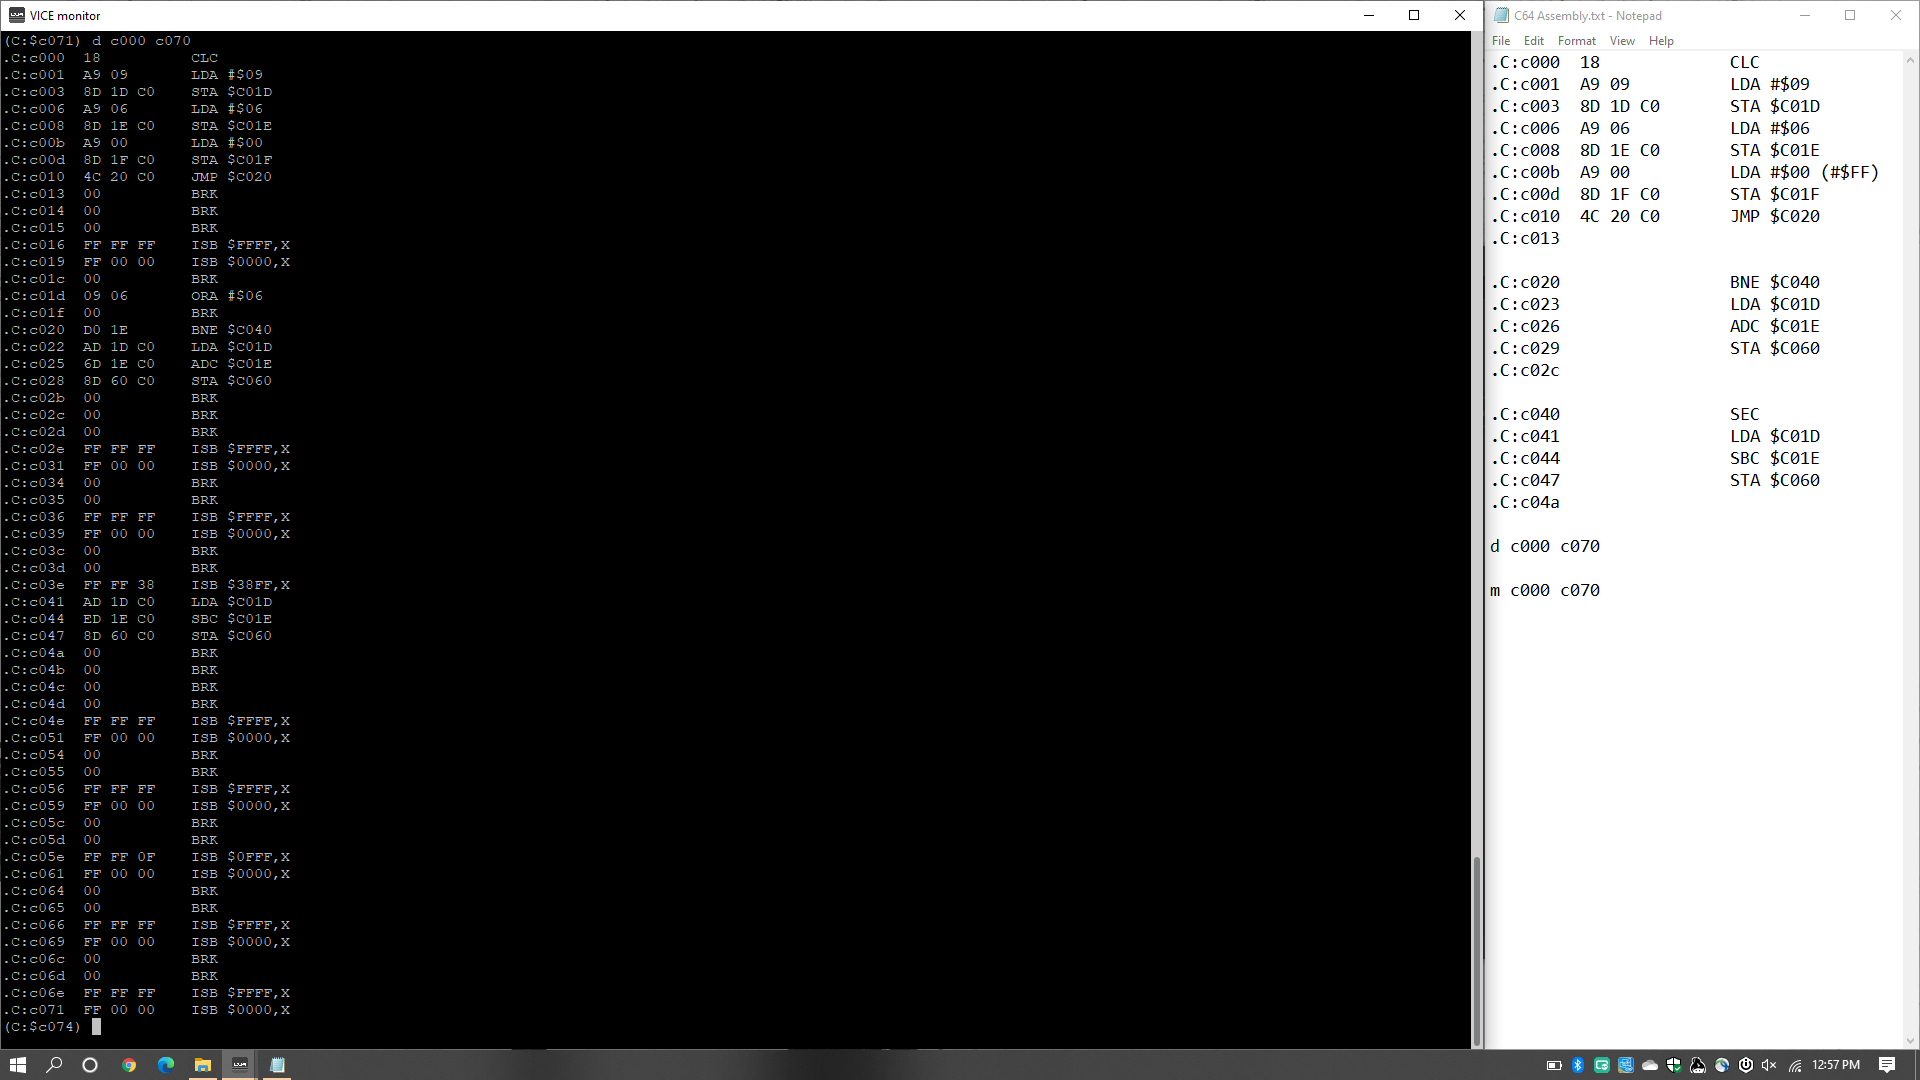 VICE monitor
(C:$c071) d c000 c070
.C:c000  18          CLC
.C:c001  A9 09       LDA #$09
.C:c003  8D 1D C0    STA $C01D
.C:c006  A9 06       LDA #$06
.C:c008  8D 1E C0    STA $C01E
.C:c00b  A9 00       LDA #$00
.C:c00d  8D 1F C0    STA $C01F
.C:c010  4C 20 C0    JMP $C020
.C:c013  00          BRK
.C:c014  00          BRK
.C:c015  00          BRK
.C:c016  FF FF FF    ISB $FFFF,X
.C:c019  FF 00 00    ISB $0000,X
.C:c01c  00          BRK
.C:c01d  09 06       ORA #$06
.C:c01f  00          BRK
.C:c020  D0 1E       BNE $C040
.C:c022  AD 1D C0    LDA $C01D
.C:c025  6D 1E C0    ADC $C01E
.C:c028  8D 60 C0    STA $C060
.C:c02b  00          BRK
.C:c02c  00          BRK
.C:c02d  00          BRK
.C:c02e  FF FF FF    ISB $FFFF,X
.C:c031  FF 00 00    ISB $0000,X
.C:c034  00          BRK
.C:c035  00          BRK
.C:c036  FF FF FF    ISB $FFFF,X
.C:c039  FF 00 00    ISB $0000,X
.C:c03c  00          BRK
.C:c03d  00          BRK
.C:c03e  FF FF 38    ISB $38FF,X
.C:c041  AD 1D C0    LDA $C01D
.C:c044  ED 1E C0    SBC $C01E
.C:c047  8D 60 C0    STA $C060
.C:c04a  00          BRK
.C:c04b  00          BRK
.C:c04c  00          BRK
.C:c04d  00          BRK
.C:c04e  FF FF FF    ISB $FFFF,X
.C:c051  FF 00 00    ISB $0000,X
.C:c054  00          BRK
.C:c055  00          BRK
.C:c056  FF FF FF    ISB $FFFF,X
.C:c059  FF 00 00    ISB $0000,X
.C:c05c  00          BRK
.C:c05d  00          BRK
.C:c05e  FF FF 0F    ISB $0FFF,X
.C:c061  FF 00 00    ISB $0000,X
.C:c064  00          BRK
.C:c065  00          BRK
.C:c066  FF FF FF    ISB $FFFF,X
.C:c069  FF 00 00    ISB $0000,X
.C:c06c  00          BRK
.C:c06d  00          BRK
.C:c06e  FF FF FF    ISB $FFFF,X
.C:c071  FF 00 00    ISB $0000,X
(C:$c074)
C64 Assembly.txt - Notepad
File Edit Format View Help
.C:c000  18             CLC
.C:c001  A9 09          LDA #$09
.C:c003  8D 1D C0       STA $C01D
.C:c006  A9 06          LDA #$06
.C:c008  8D 1E C0       STA $C01E
.C:c00b  A9 00          LDA #$00 (#$FF)
.C:c00d  8D 1F C0       STA $C01F
.C:c010  4C 20 C0       JMP $C020
.C:c013
.C:c020                 BNE $C040
.C:c023                 LDA $C01D
.C:c026                 ADC $C01E
.C:c029                 STA $C060
.C:c02c
.C:c040                 SEC
.C:c041                 LDA $C01D
.C:c044                 SBC $C01E
.C:c047                 STA $C060
.C:c04a
d c000 c070
m c000 c070
12:57 PM